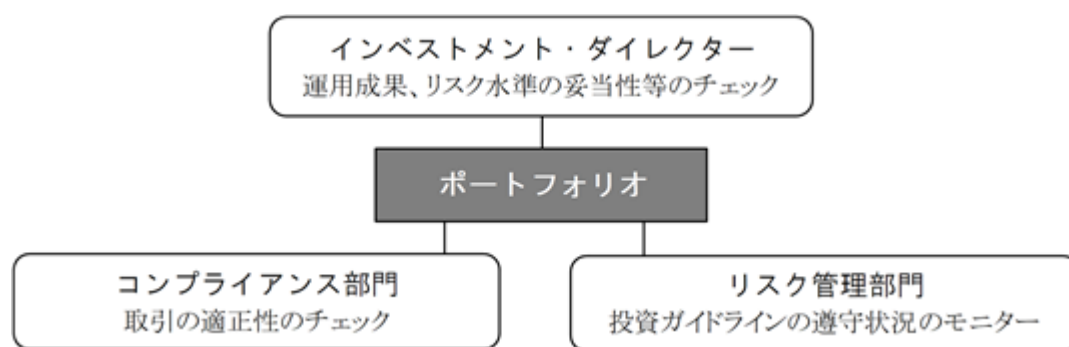 インベストメント・ダイレクター
運用成果、リスク水準の妥当性等のチェック
ポートフォリオ
コンプライアンス部門
取引の適正性のチェック
リスク管理部門
投資ガイドラインの遵守状況のモニター